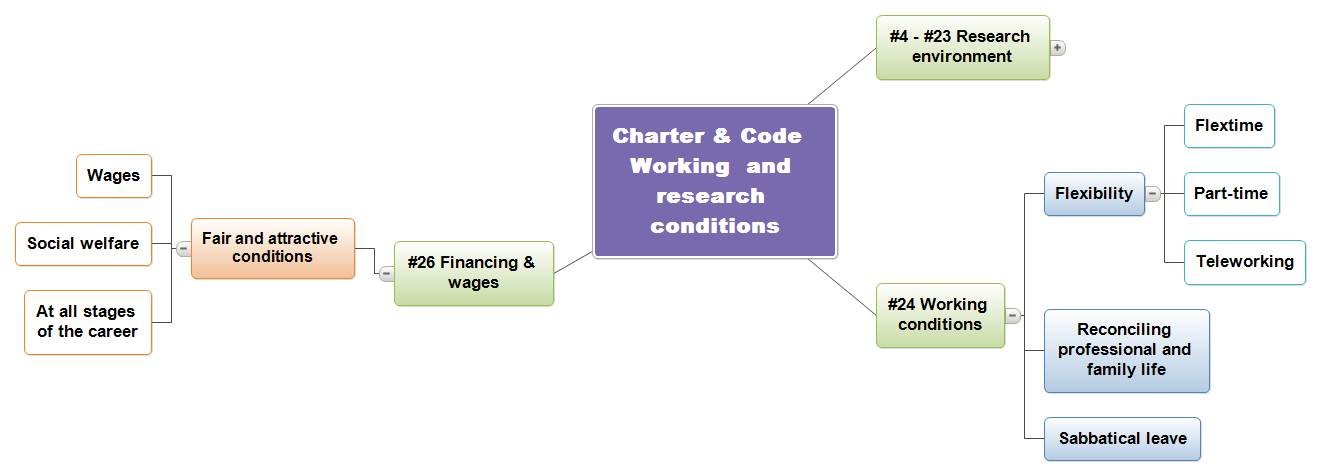 Charter & Code
Working and
research
conditions
#4 - #23 Research
environment
#24 Working
conditions
Flexibility
Flextime
Part-time
Teleworking
Reconciling
professional and
family life
Sabbatical leave
#26 Financing &
wages
Fair and attractive
conditions
Wages
Social welfare
At all stages
of the career